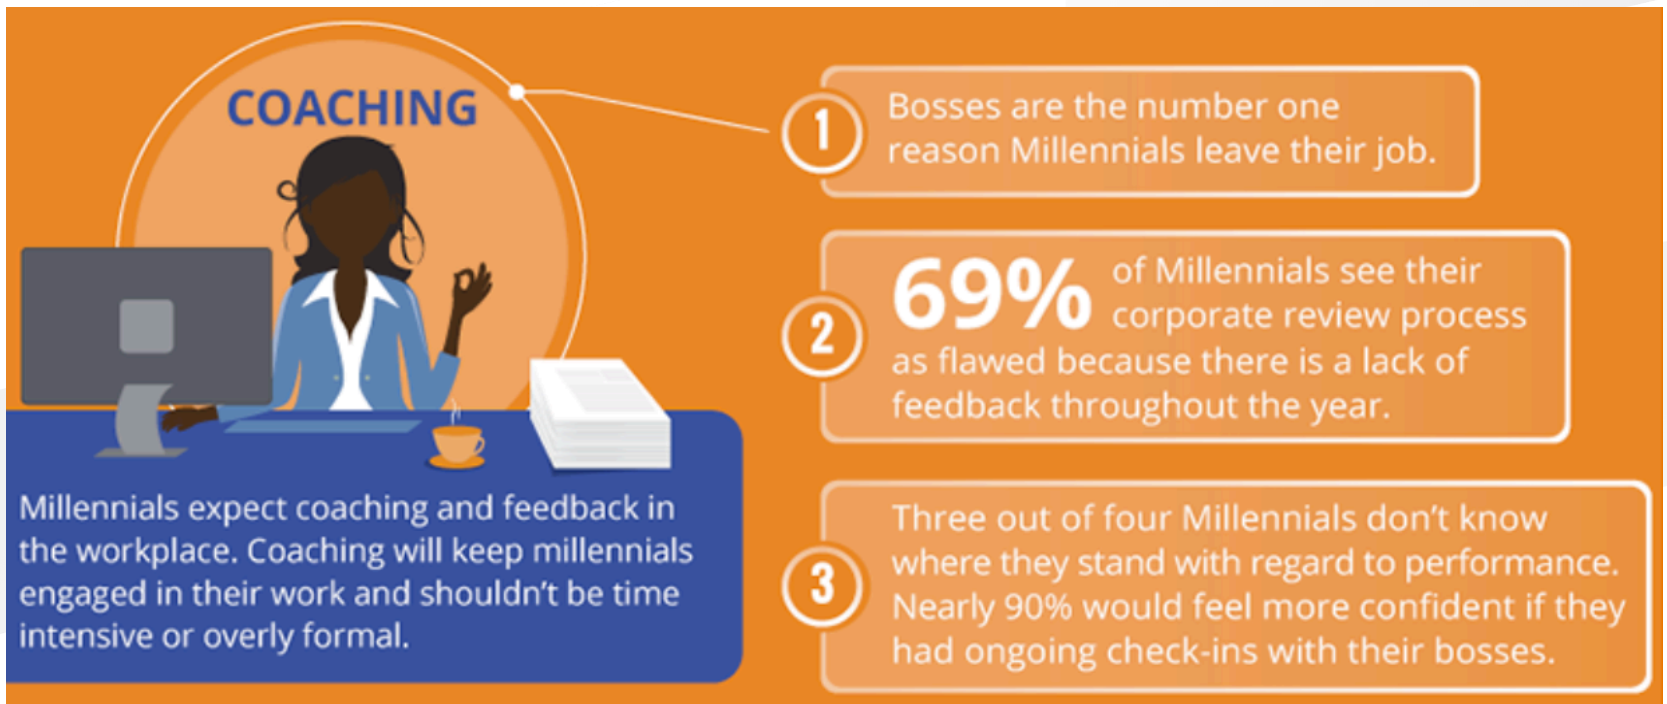 COACHING
Millennials expect coaching and feedback in
the workplace. Coaching will keep millennials
engaged in their work and shouldn't be time
intensive or overly formal.
1
Bosses are the number one
reason Millennials leave their job.
2
69% of Millennials see their
corporate review process
as flawed because there is a lack of
feedback throughout the year.
3
Three out of four Millennials don't know
where they stand with regard to performance.
Nearly 90% would feel more confident if they
had ongoing check-ins with their bosses.